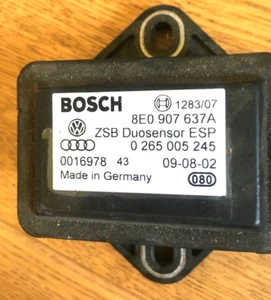 BOSCH 1283/07
8E0 907 637A
ZSB Duosensor ESP
0 265 005 245
0016978 43 09-08-02
Made in Germany 080